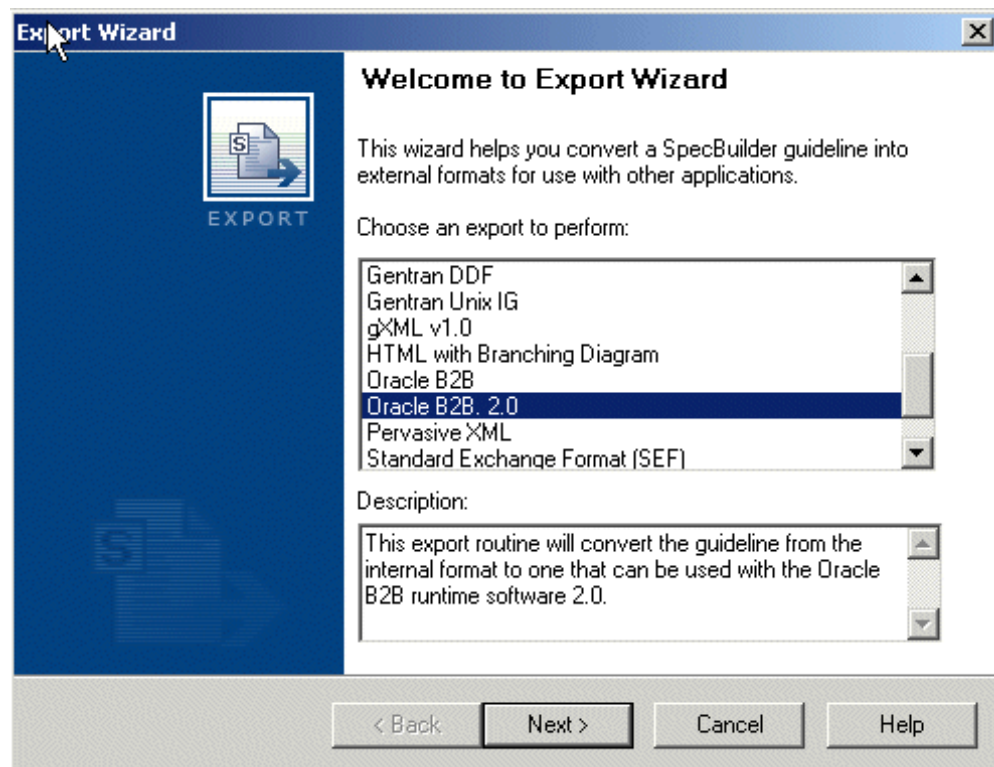 Export Wizard
Welcome to Export Wizard
This wizard helps you convert a SpecBuilder guideline into
external formats for use with other applications.
S
EXPORT
Choose an export to perform:
Gentran DDF
Gentran Unix IG
gXML v1.0
HTML with Branching Diagram
Oracle B2B
Oracle B2B. 2.0
Pervasive XML
Standard Exchange Format (SEF)
Description:
This export routine will convert the guideline from the
internal format to one that can be used with the Oracle
B2B runtime software 2.0.
S
< Back Next > Cancel Help